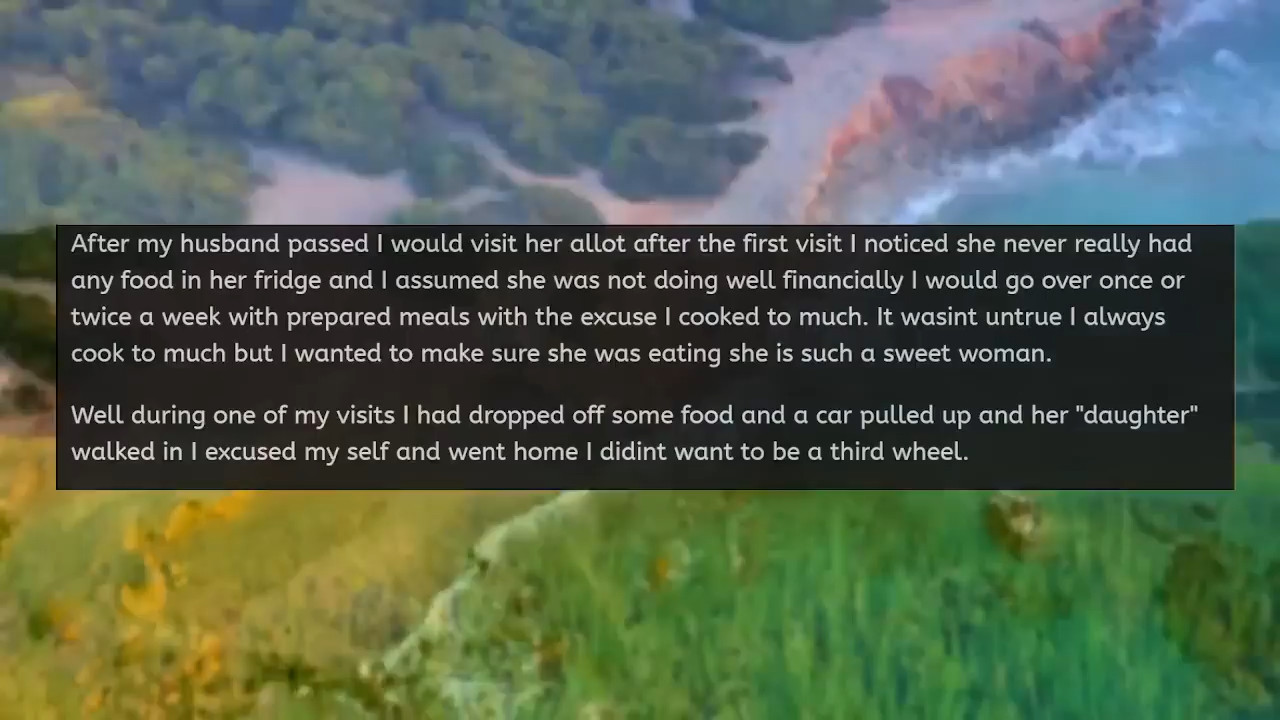 After my husband passed I would visit her allot after the first visit I noticed she never really had
any food in her fridge and I assumed she was not doing well financially I would go over once or
twice a week with prepared meals with the excuse I cooked to much. It wasint untrue I always
cook to much but I wanted to make sure she was eating she is such a sweet woman.
Well during one of my visits I had dropped off some food and a car pulled up and her "daughter"
walked in I excused my self and went home I didint want to be a third wheel.